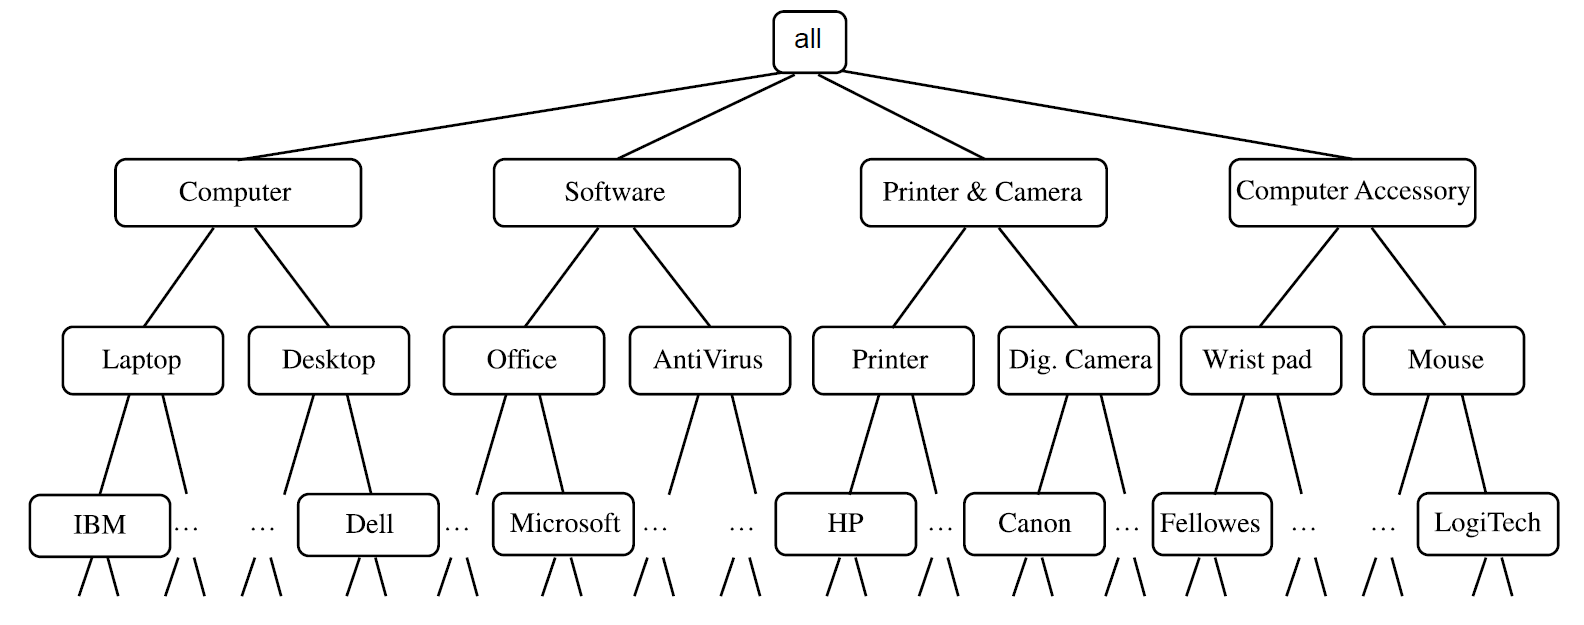 all
Computer
Software
Printer & Camera
Computer Accessory
Laptop
Desktop
Office
AntiVirus
Printer
Dig. Camera
Wrist pad
Mouse
IBM
...
...
Dell
...
Microsoft
...
...
HP
...
Canon
...
Fellowes
...
...
LogiTech